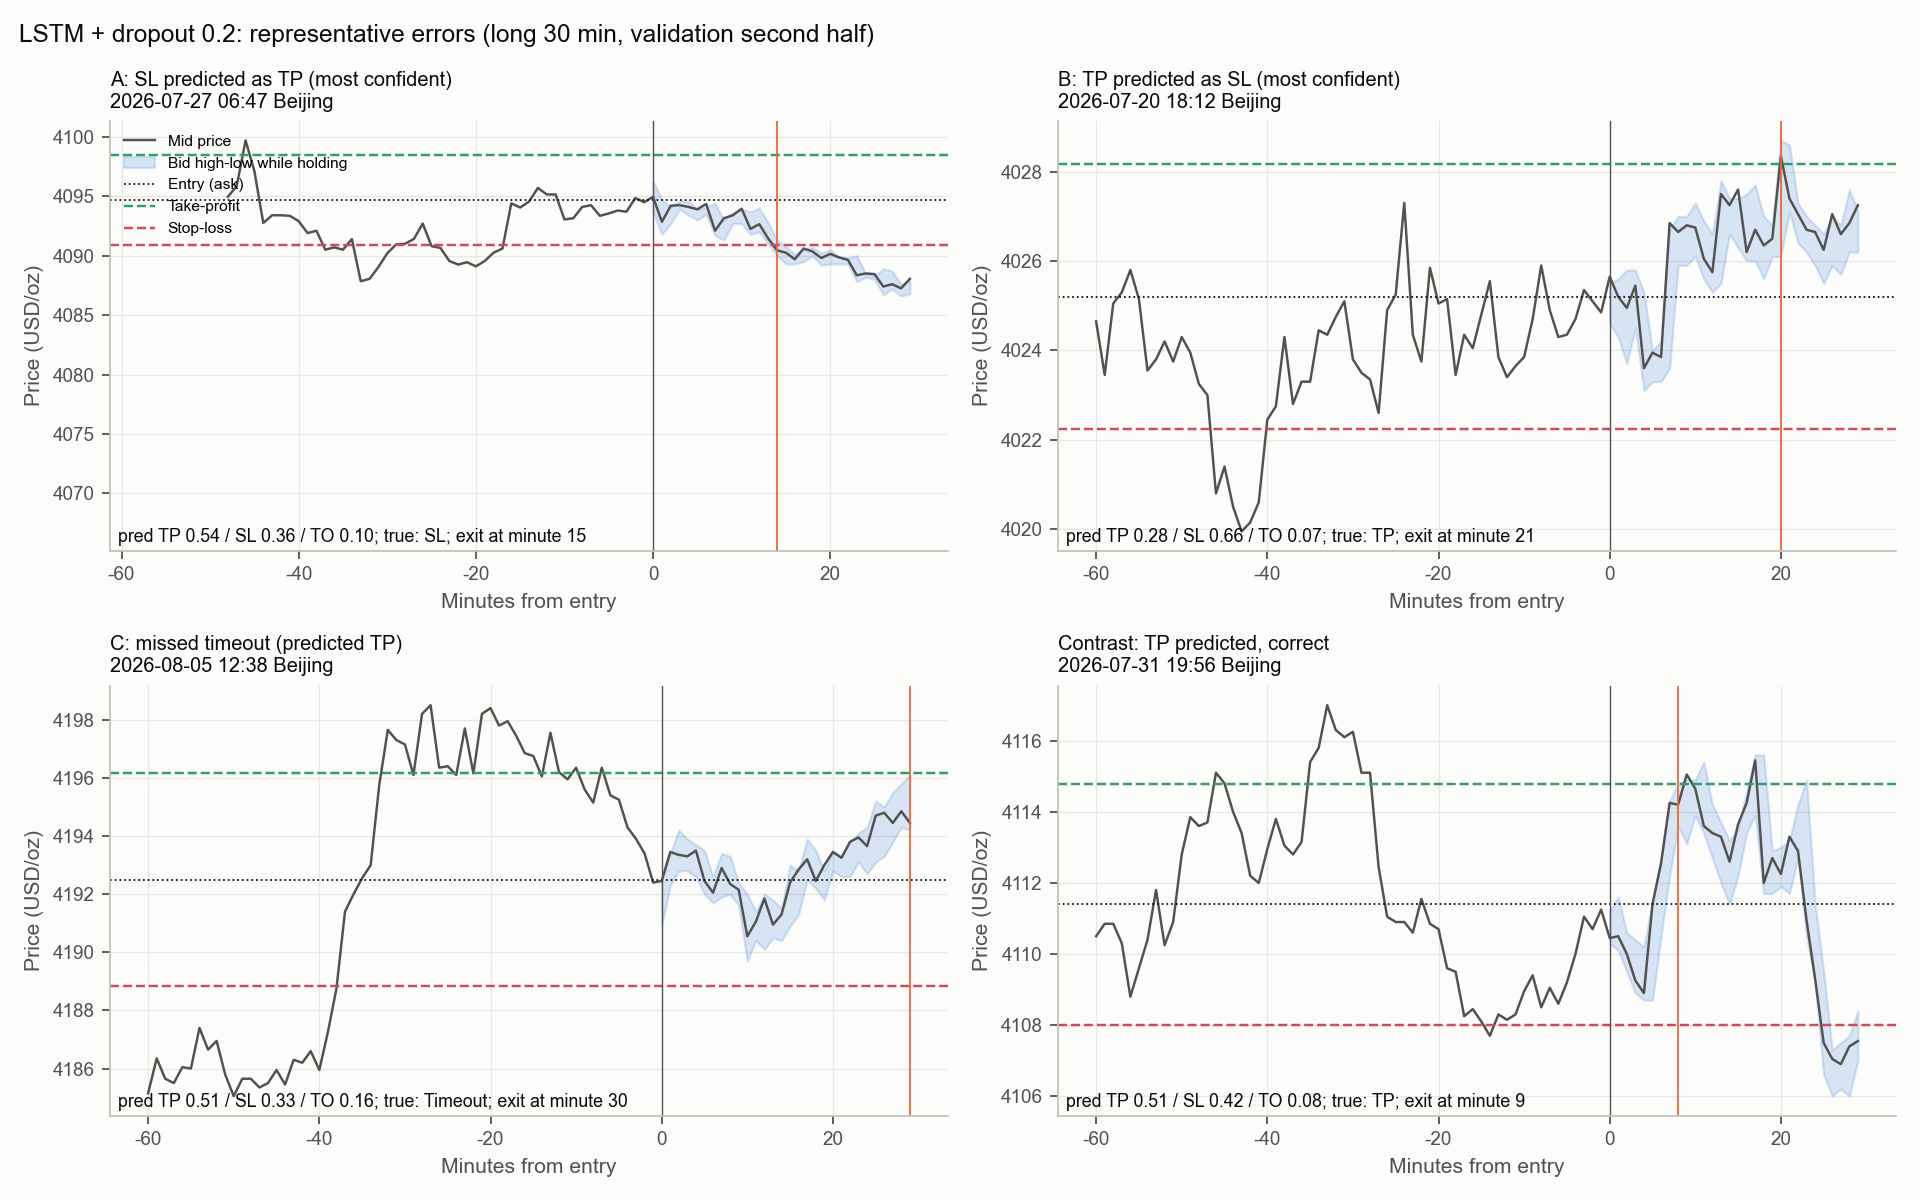 LSTM + dropout 0.2: representative errors (long 30 min, validation second half)
A: SL predicted as TP (most confident)
2026-07-27 06:47 Beijing
Price (USD/oz)
4100
4095
4090
4085
4080
4075
4070
Mid price
Bid high-low while holding
Entry (ask)
Take-profit
Stop-loss
pred TP 0.54 / SL 0.36 / TO 0.10; true: SL; exit at minute 15
-60
-40
-20
0
20
Minutes from entry
B: TP predicted as SL (most confident)
2026-07-20 18:12 Beijing
Price (USD/oz)
4028
4026
4024
4022
4020
pred TP 0.28 / SL 0.66 / TO 0.07; true: TP; exit at minute 21
-60
-40
-20
0
20
Minutes from entry
C: missed timeout (predicted TP)
2026-08-05 12:38 Beijing
Price (USD/oz)
4198
4196
4194
4192
4190
4188
4186
pred TP 0.51 / SL 0.33 / TO 0.16; true: Timeout; exit at minute 30
-60
-40
-20
0
20
Minutes from entry
Contrast: TP predicted, correct
2026-07-31 19:56 Beijing
Price (USD/oz)
4116
4114
4112
4110
4108
4106
pred TP 0.51 / SL 0.42 / TO 0.08; true: TP; exit at minute 9
-60
-40
-20
0
20
Minutes from entry